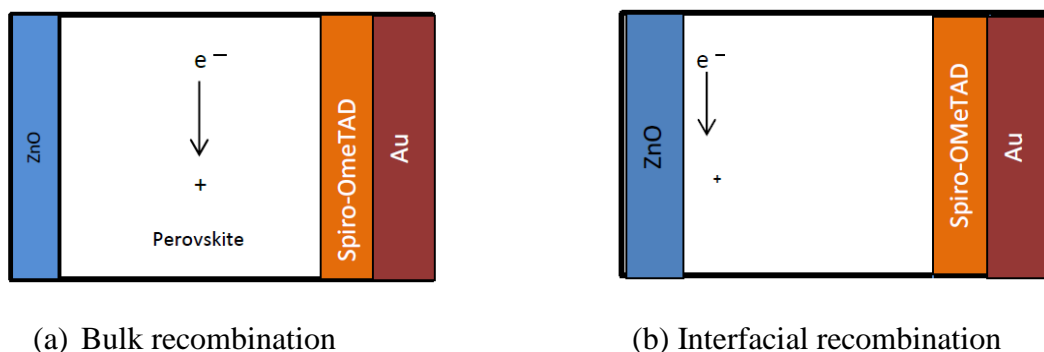 ZnO
e −
+
Perovskite
Spiro-OmeTAD
Au
ZnO
e −
+
Spiro-OMeTAD
Au
(a) Bulk recombination
(b) Interfacial recombination